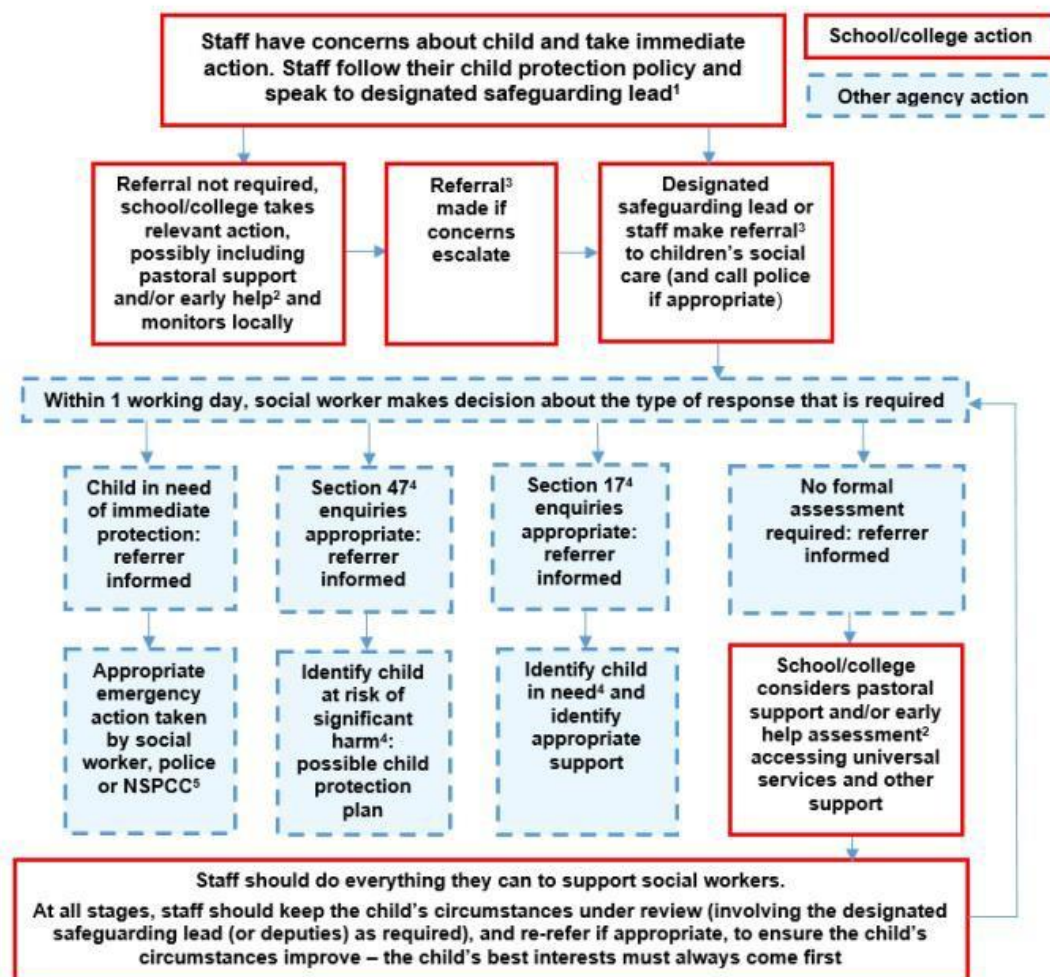 Staff have concerns about child and take immediate
action. Staff follow their child protection policy and
speak to designated safeguarding lead¹
School/college action
Other agency action
Referral not required,
school/college takes
relevant action,
possibly including
pastoral support
and/or early help² and
monitors locally
Referral³
made if
concerns
escalate
Designated
safeguarding lead or
staff make referral³
to children's social
care (and call police
if appropriate)
Within 1 working day, social worker makes decision about the type of response that is required
Child in need
of immediate
protection:
referrer
informed
Section 47⁴
enquiries
appropriate:
referrer
informed
Section 17⁴
enquiries
appropriate:
referrer
informed
No formal
assessment
required: referrer
informed
Appropriate
emergency
action taken
by social
worker, police
or NSPCC⁵
Identify child
at risk of
significant
harm⁴:
possible child
protection
plan
Identify child
in need⁴ and
identify
appropriate
support
School/college
considers pastoral
support and/or early
help assessment²
accessing universal
services and other
support
Staff should do everything they can to support social workers.
At all stages, staff should keep the child's circumstances under review (involving the designated
safeguarding lead (or deputies) as required), and re-refer if appropriate, to ensure the child's
circumstances improve – the child's best interests must always come first